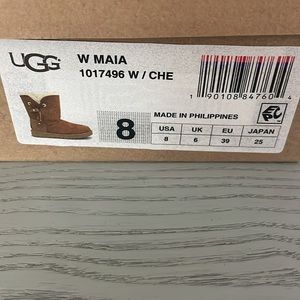 UGG
W MAIA
1017496 W / CHE
1 90108 84760 4
8
MADE IN PHILIPPINES
USA UK EU JAPAN
8 6 39 25